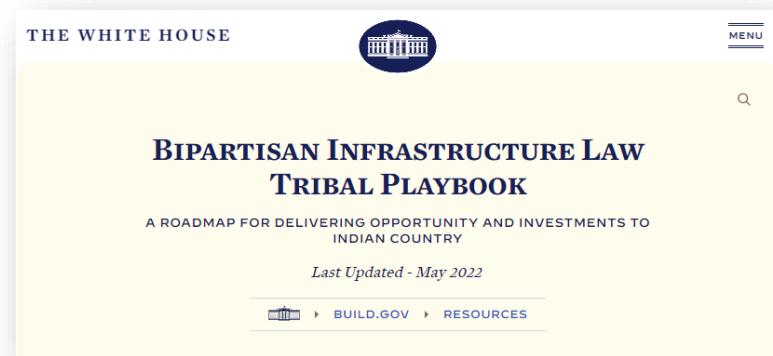 THE WHITE HOUSE
MENU
BIPARTISAN INFRASTRUCTURE LAW
TRIBAL PLAYBOOK
A ROADMAP FOR DELIVERING OPPORTUNITY AND INVESTMENTS TO
INDIAN COUNTRY
Last Updated - May 2022
BUILD.GOV RESOURCES